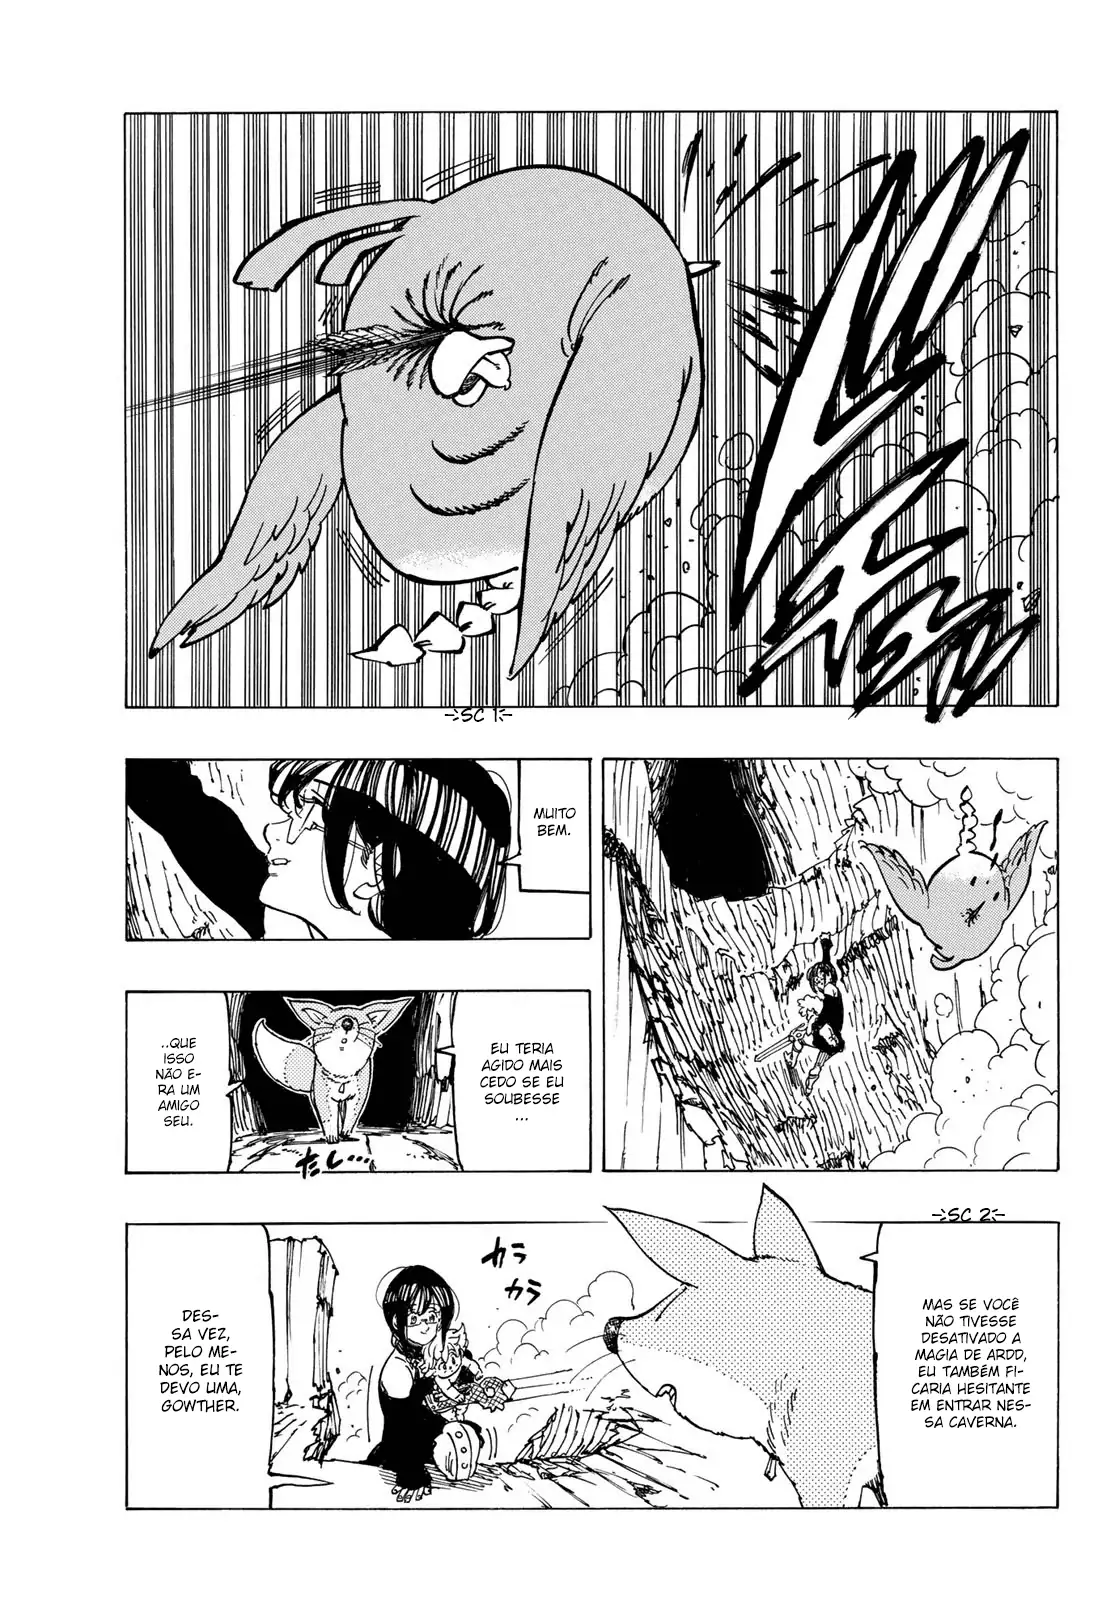 SC 1
MUITO
BEM.
EU TERIA
AGIDO MAIS
CEDO SE EU
SOUBESSE
...
..QUE
ISSO
NÃO E-
RA UM
AMIGO
SEU.
たし…
SC 2
MAS SE VOCÊ
NÃO TIVESSE
DESATIVADO A
MAGIA DE ARDD,
EU TAMBÉM FI-
CARIA HESITANTE
EM ENTRAR NES-
SA CAVERNA.
カラ
カラ
DES-
SA VEZ,
PELO ME-
NOS, EU TE
DEVO UMA,
GOWTHER.